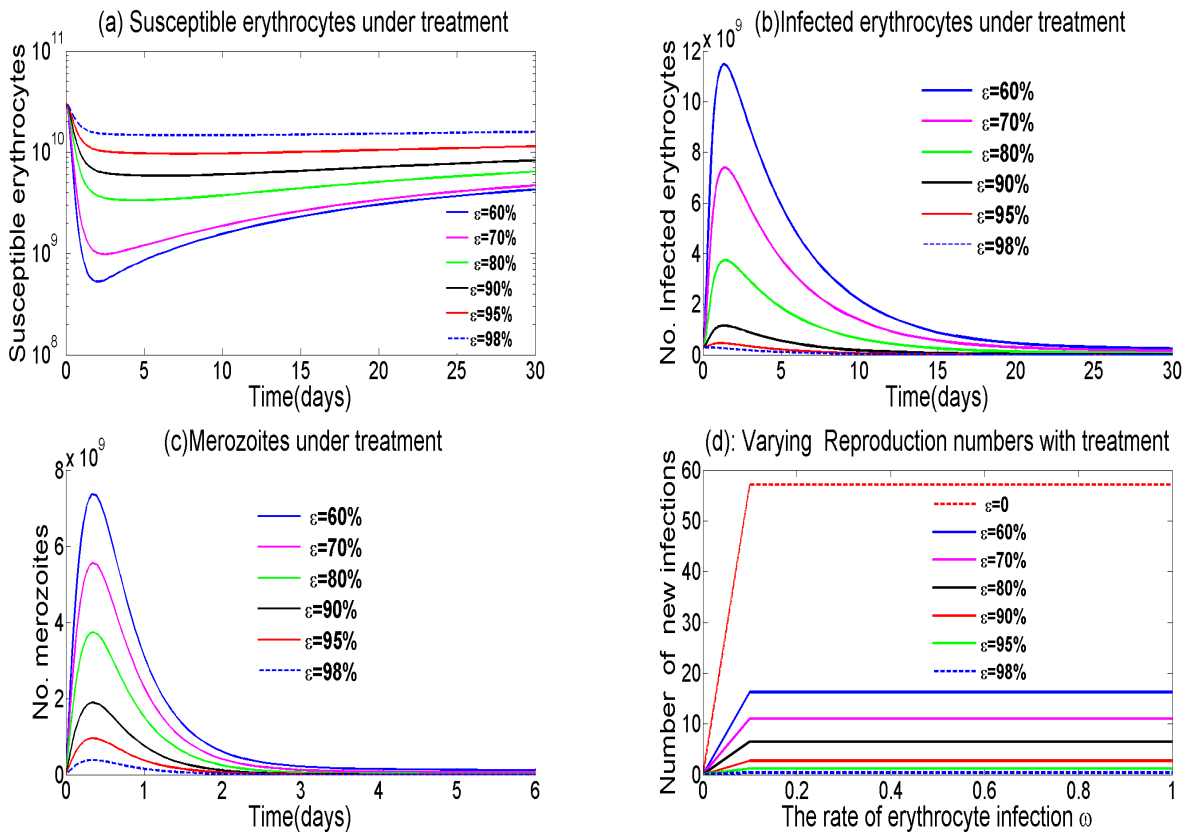 (a) Susceptible erythrocytes under treatment
Susceptible erythrocytes
10^11
10^10
10^9
10^8
0 5 10 15 20 25 30
Time(days)
ε=60%
ε=70%
ε=80%
ε=90%
ε=95%
ε=98%
(b)Infected erythrocytes under treatment
x 10^9
No. Infected erythrocytes
12
10
8
6
4
2
0
0 5 10 15 20 25 30
Time(days)
ε=60%
ε=70%
ε=80%
ε=90%
ε=95%
ε=98%
(c)Merozoites under treatment
x 10^9
No. merozoites
8
6
4
2
0
0 1 2 3 4 5 6
Time(days)
ε=60%
ε=70%
ε=80%
ε=90%
ε=95%
ε=98%
(d): Varying Reproduction numbers with treatment
Number of new infections
60
50
40
30
20
10
0
0 0.2 0.4 0.6 0.8 1
The rate of erythrocyte infection ω
ε=0
ε=60%
ε=70%
ε=80%
ε=90%
ε=95%
ε=98%